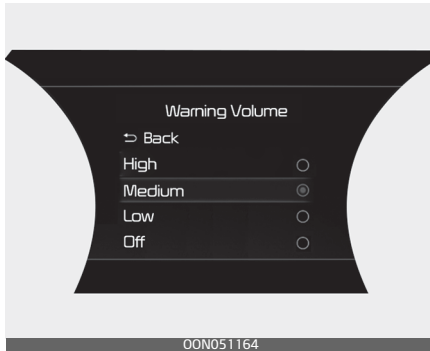 Warning Volume
Back
High
Medium
Low
Off
OON051164